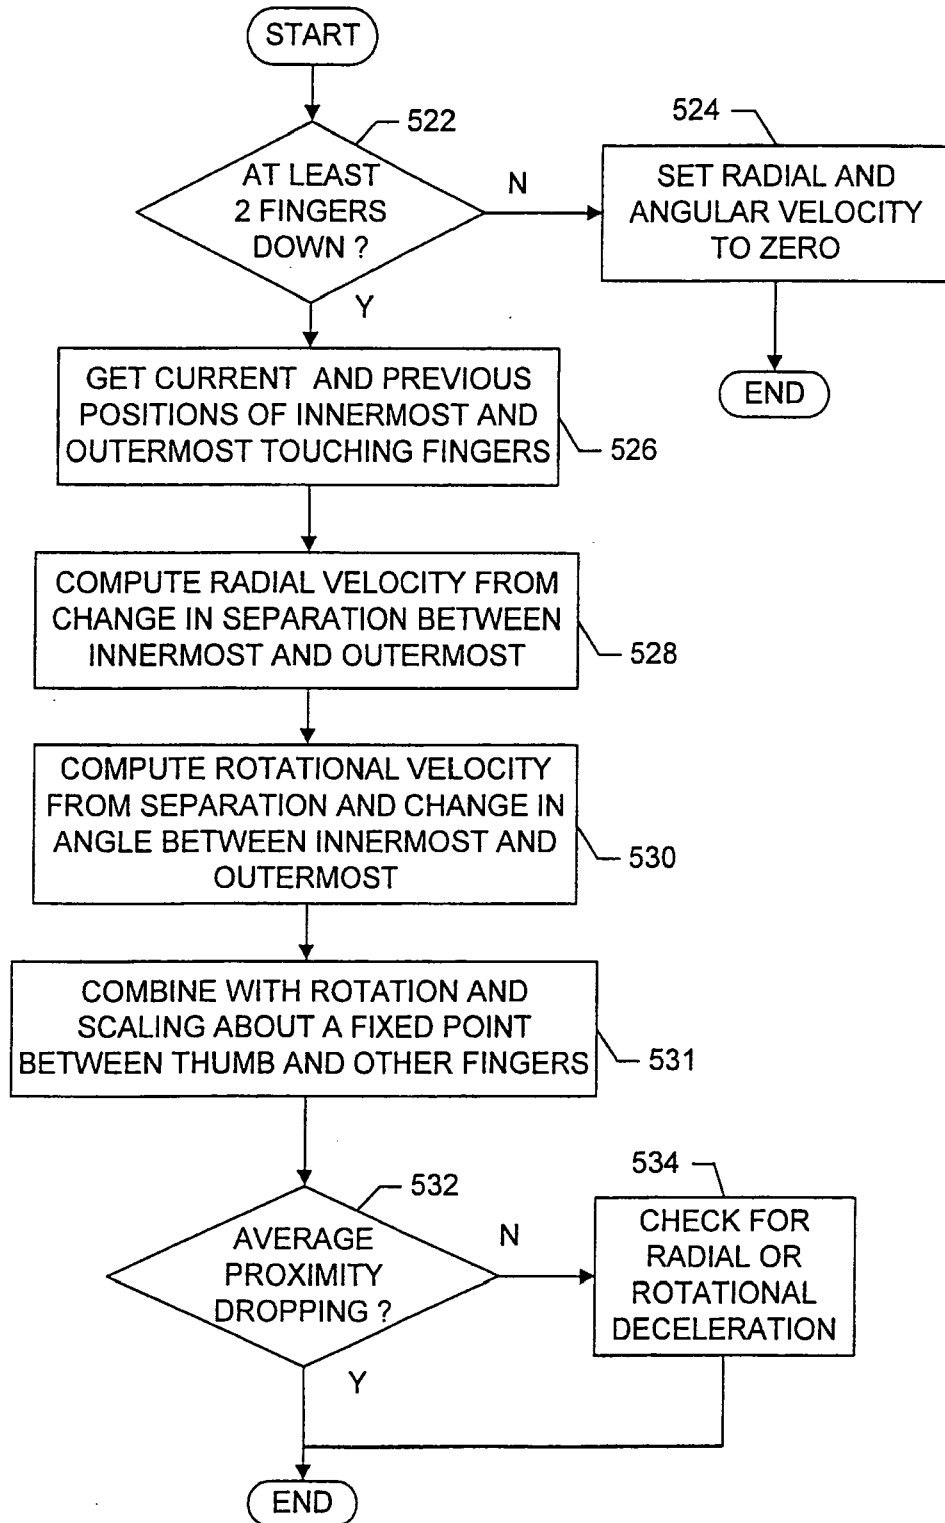 START
522
AT LEAST
2 FINGERS
DOWN ?
N
Y
524
SET RADIAL AND
ANGULAR VELOCITY
TO ZERO
END
GET CURRENT AND PREVIOUS
POSITIONS OF INNERMOST AND
OUTERMOST TOUCHING FINGERS
526
COMPUTE RADIAL VELOCITY FROM
CHANGE IN SEPARATION BETWEEN
INNERMOST AND OUTERMOST
528
COMPUTE ROTATIONAL VELOCITY
FROM SEPARATION AND CHANGE IN
ANGLE BETWEEN INNERMOST AND
OUTERMOST
530
COMBINE WITH ROTATION AND
SCALING ABOUT A FIXED POINT
BETWEEN THUMB AND OTHER FINGERS
531
532
AVERAGE
PROXIMITY
DROPPING ?
N
Y
534
CHECK FOR
RADIAL OR
ROTATIONAL
DECELERATION
END